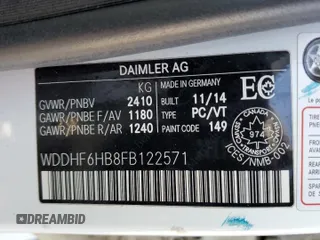 DAIMLER AG
KG MADE IN GERMANY
GVWR/PNBV 2410 BUILT 11/14
GAWR/PNBE F/AV 1180 TYPE PC/VT
GAWR/PNBE R/AR 1240 PAINT CODE 149
EC
CANADA
974
ICES/NMB-002
WDDHF6HB8FB122571
DREAMBID